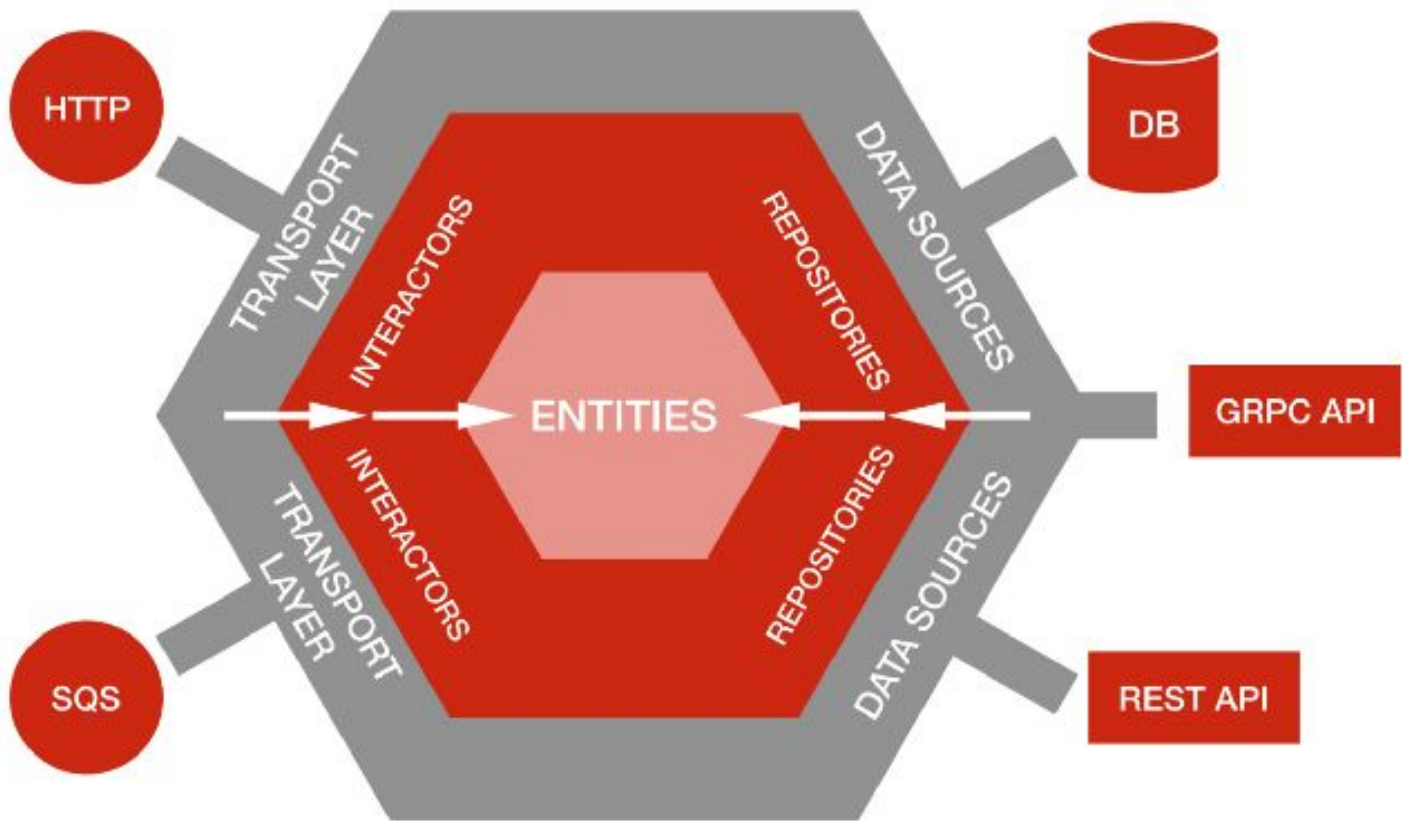 HTTP
DB
TRANSPORT
LAYER
INTERACTORS
REPOSITORIES
DATA SOURCES
ENTITIES
GRPC API
TRANSPORT
LAYER
INTERACTORS
REPOSITORIES
DATA SOURCES
SQS
REST API